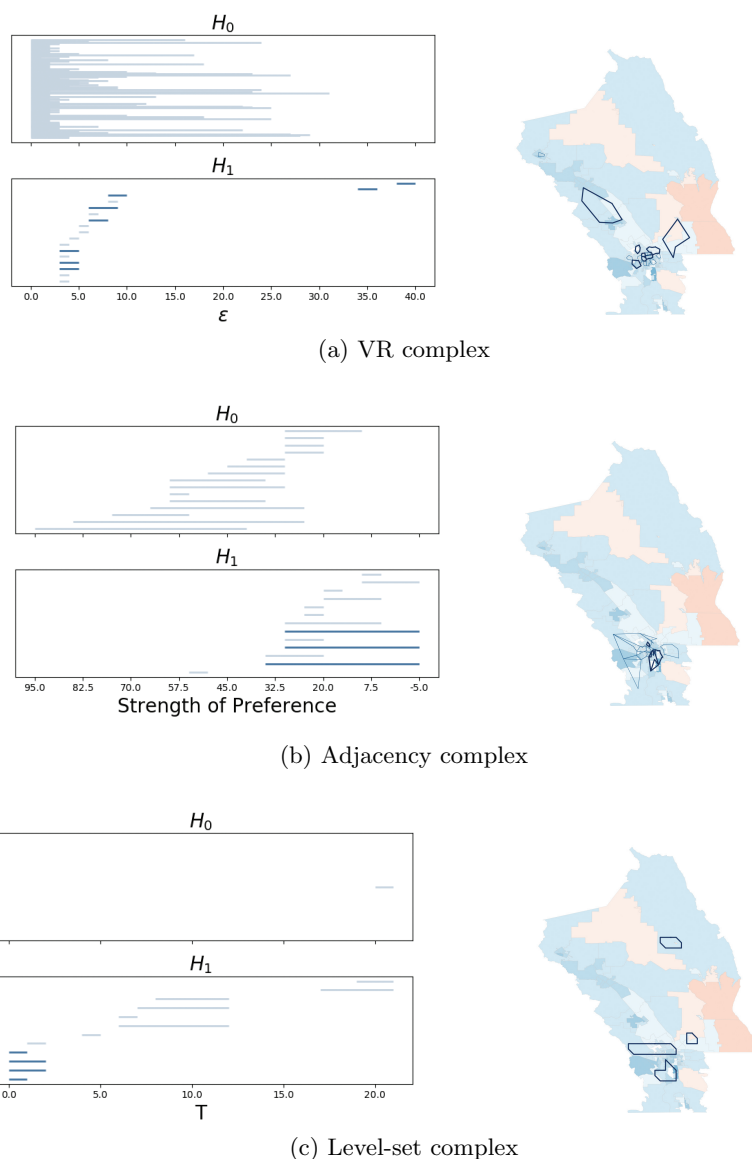 H0
H1
0.0 5.0 10.0 15.0 20.0 25.0 30.0 35.0 40.0
ε
(a) VR complex
H0
H1
95.0 82.5 70.0 57.5 45.0 32.5 20.0 7.5 -5.0
Strength of Preference
(b) Adjacency complex
H0
H1
0.0 5.0 10.0 15.0 20.0
T
(c) Level-set complex